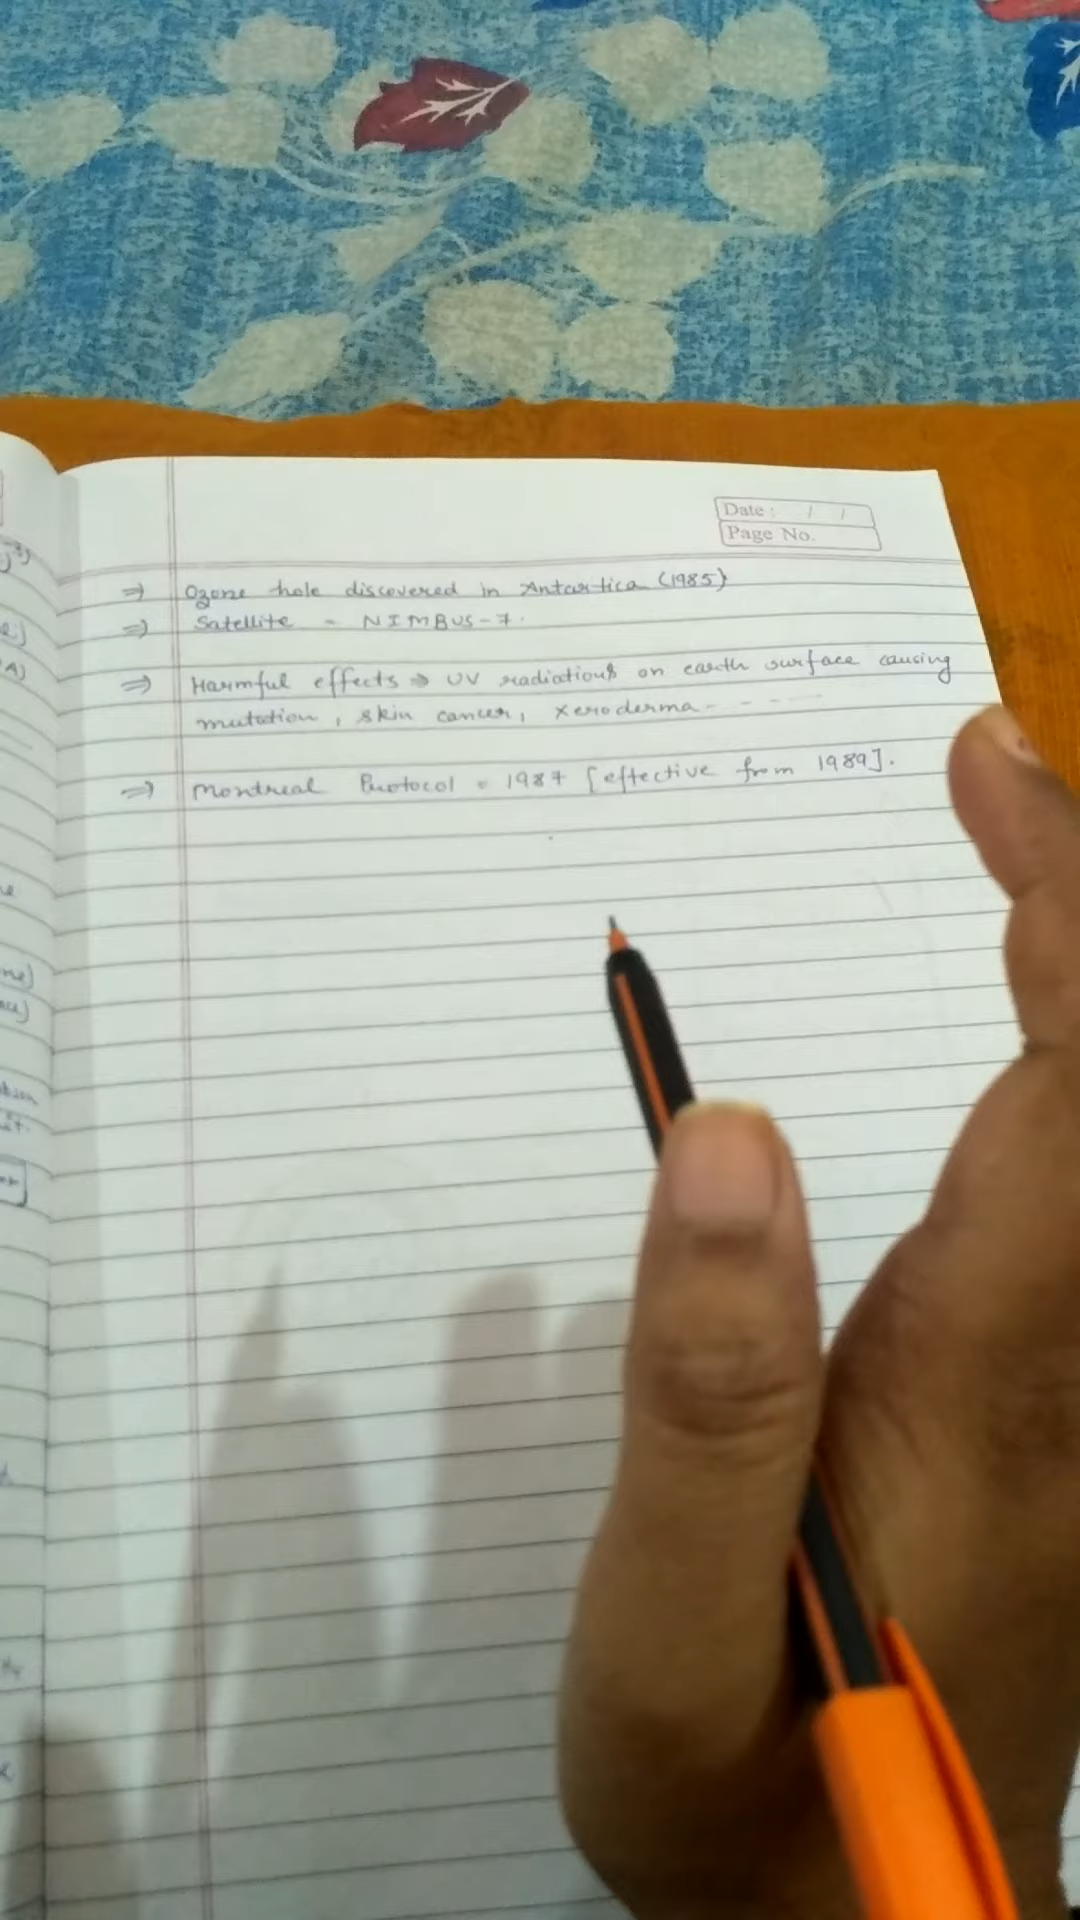 Date : / /
Page No.
⇒ Ozone hole discovered in Antartica (1985)
⇒ Satellite - NIMBUS-7.
⇒ Harmful effects → UV radiations on earth surface causing
mutation, skin cancer, Xeroderma- - - -
⇒ Montreal Protocol = 1987 [effective from 1989].